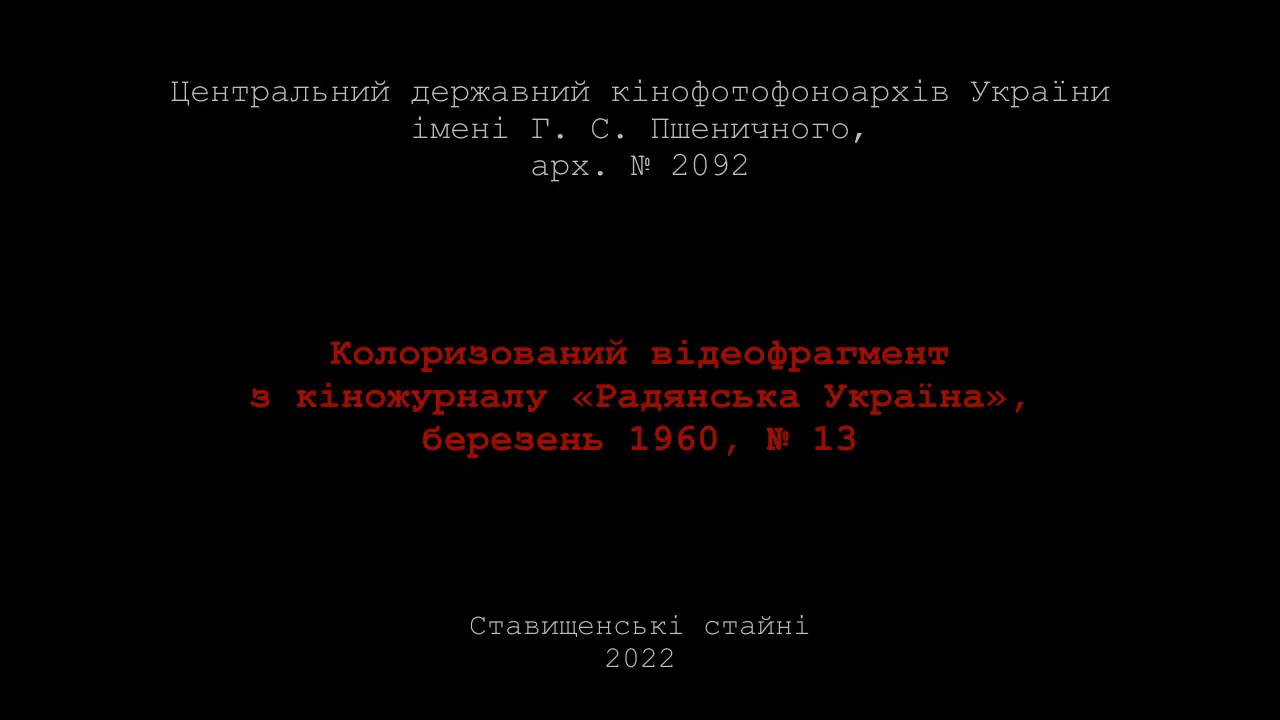 Центральний державний кінофотофоноархів України
імені Г. С. Пшеничного,
арх. № 2092
Колоризований відеофрагмент
з кіножурналу «Радянська Україна»,
березень 1960, № 13
Ставищенські стайні
2022